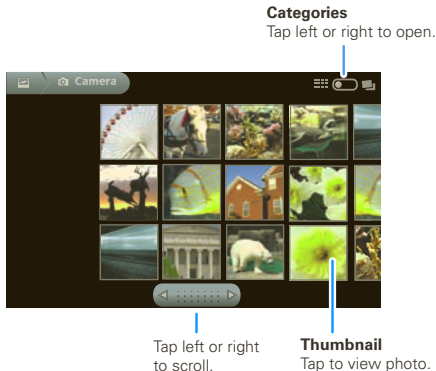 Categories
Tap left or right to open.
Camera
Tap left or right
to scroll.
Thumbnail
Tap to view photo.